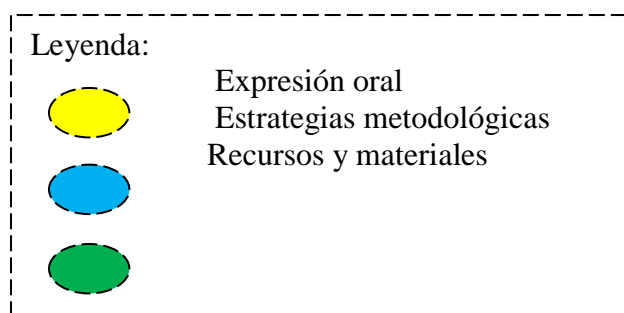 Leyenda:
Expresión oral
Estrategias metodológicas
Recursos y materiales